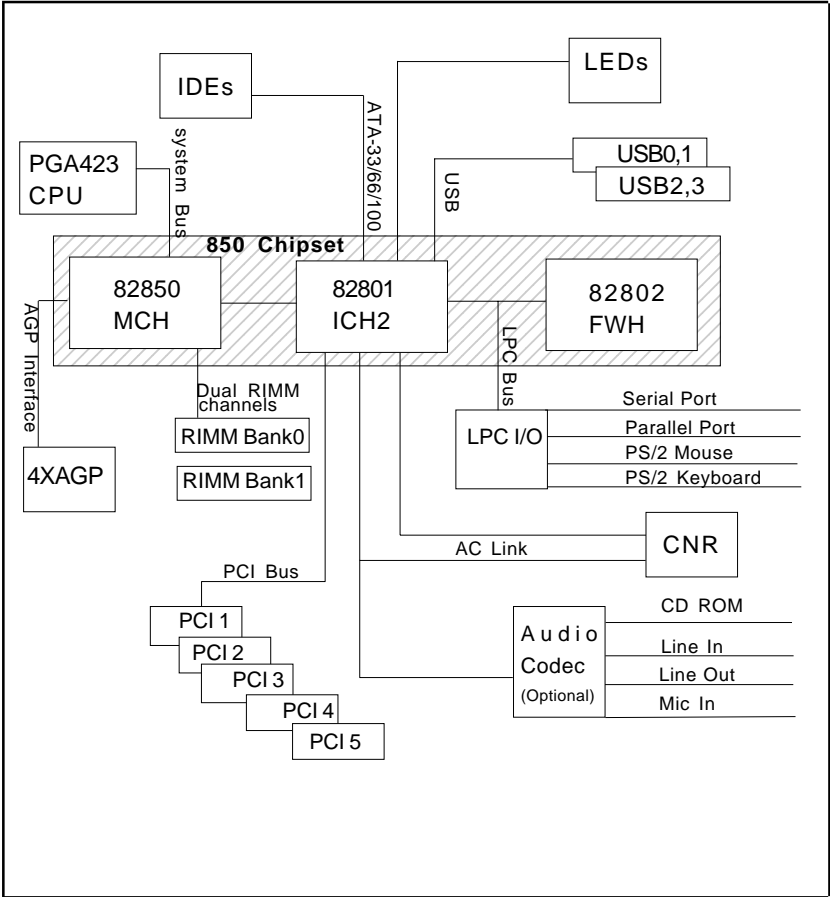 IDEs
LEDs
ATA-33/66/100
system Bus
PGA423
CPU
USB
USB0,1
USB2,3
850 Chipset
82850
MCH
82801
ICH2
82802
FWH
AGP Interface
LPC Bus
Dual RIMM
channels
RIMM Bank0
RIMM Bank1
4XAGP
LPC I/O
Serial Port
Parallel Port
PS/2 Mouse
PS/2 Keyboard
AC Link
CNR
PCI Bus
PCI 1
PCI 2
PCI 3
PCI 4
PCI 5
Audio
Codec
(Optional)
CD ROM
Line In
Line Out
Mic In